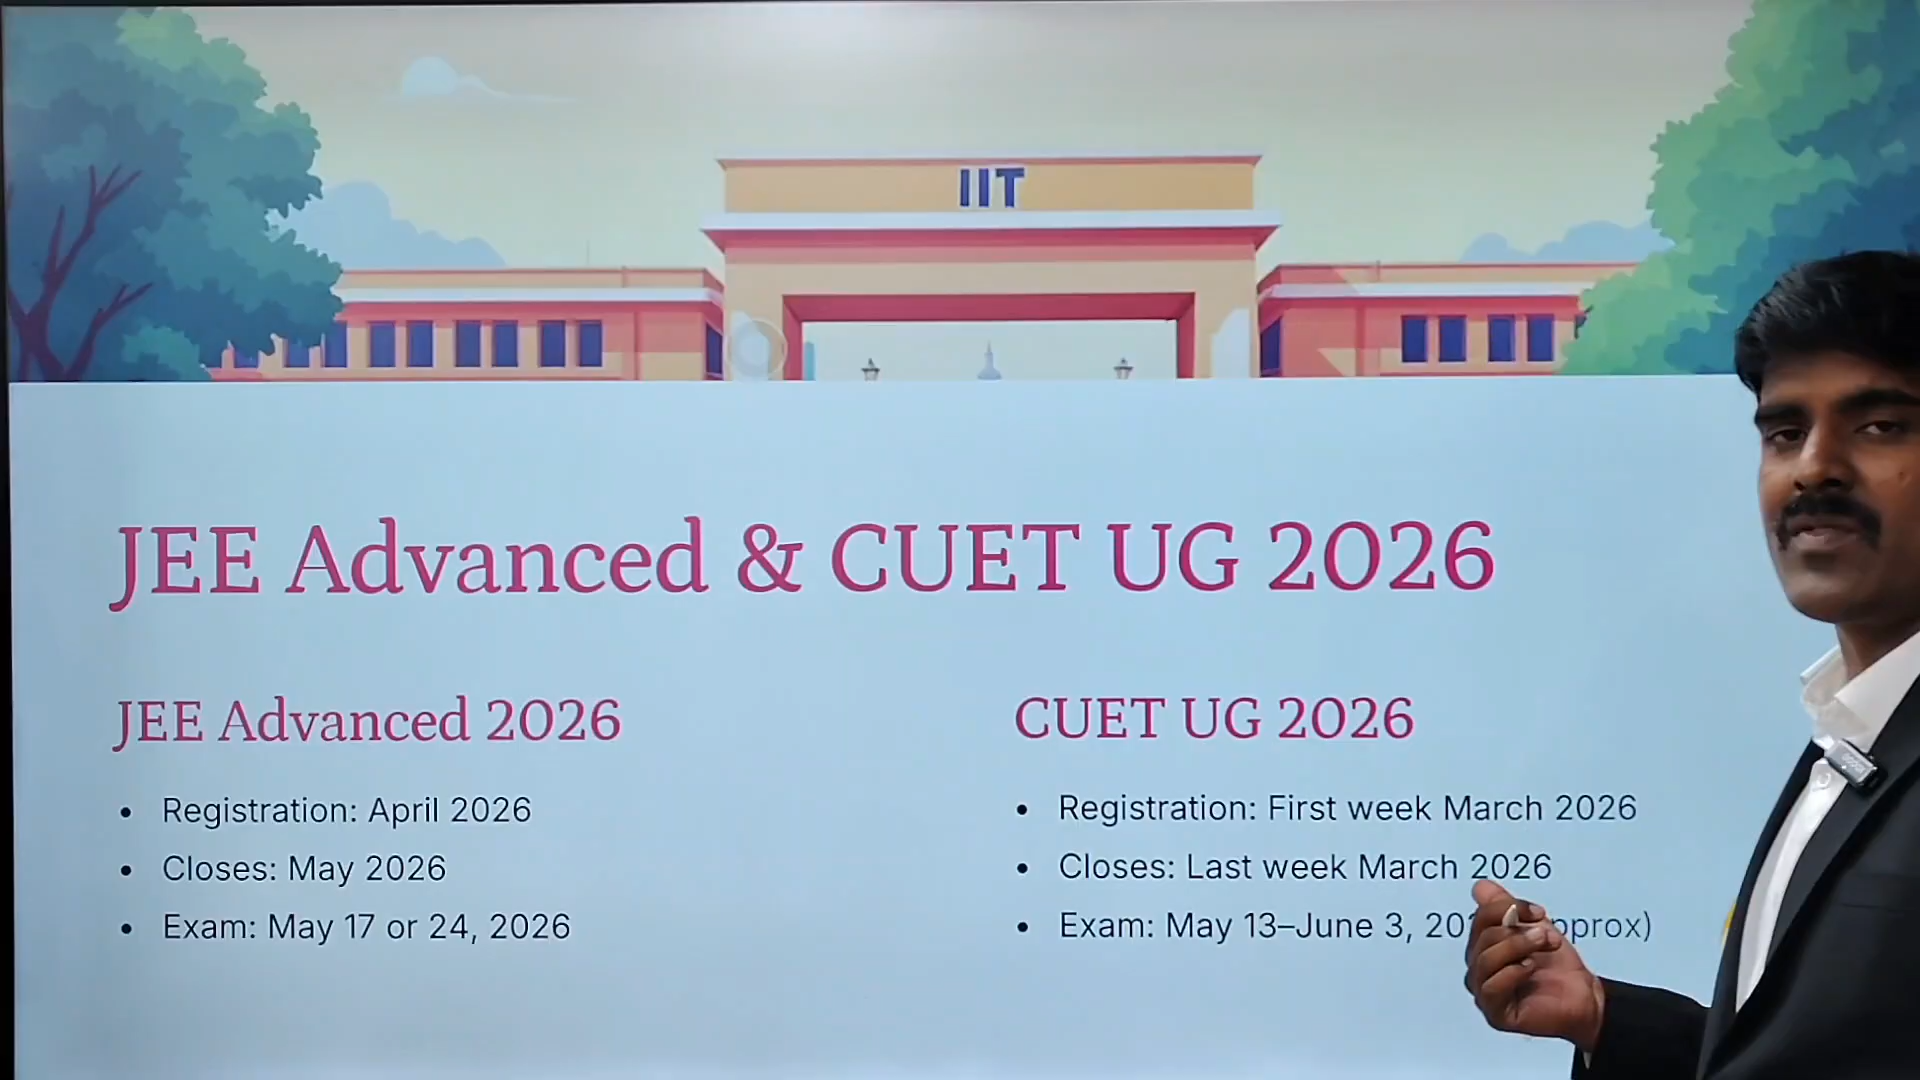 IIT
JEE Advanced & CUET UG 2026
JEE Advanced 2026
• Registration: April 2026
• Closes: May 2026
• Exam: May 17 or 24, 2026
CUET UG 2026
• Registration: First week March 2026
• Closes: Last week March 2026
• Exam: May 13–June 3,